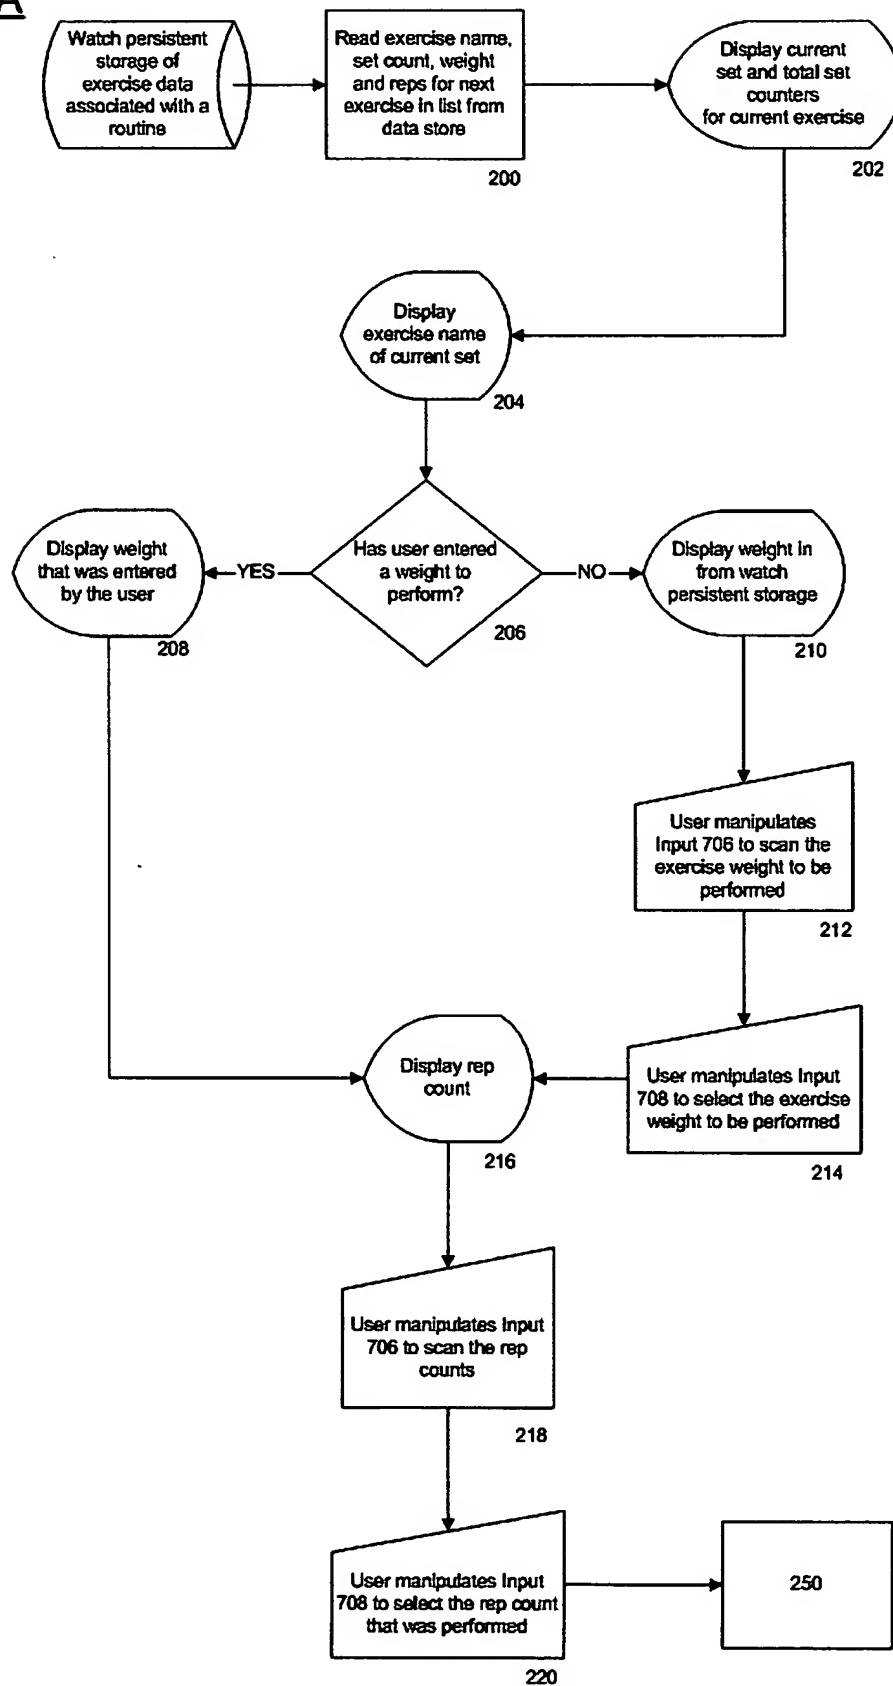 A
Watch persistent
storage of
exercise data
associated with a
routine
Read exercise name,
set count, weight
and reps for next
exercise in list from
data store
200
Display current
set and total set
counters
for current exercise
202
Display
exercise name
of current set
204
Has user entered
a weight to
perform?
206
YES
NO
Display weight
that was entered
by the user
208
Display weight in
from watch
persistent storage
210
User manipulates
Input 706 to scan the
exercise weight to be
performed
212
User manipulates Input
708 to select the exercise
weight to be performed
214
Display rep
count
216
User manipulates Input
706 to scan the rep
counts
218
User manipulates Input
708 to select the rep count
that was performed
220
250